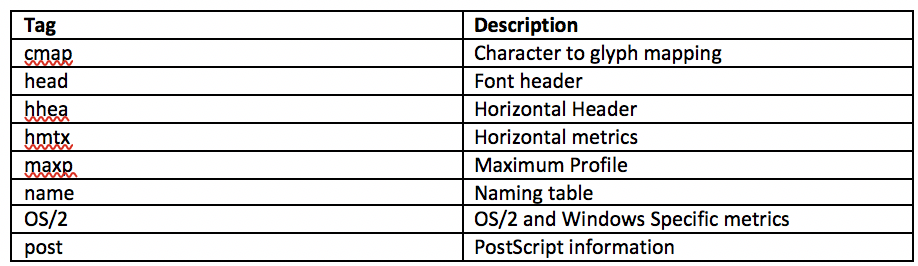 Tag Description
cmap Character to glyph mapping
head Font header
hhea Horizontal Header
hmtx Horizontal metrics
maxp Maximum Profile
name Naming table
OS/2 OS/2 and Windows Specific metrics
post PostScript information